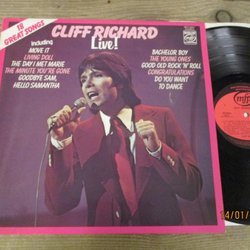 18 GREAT SONGS
CLIFF RICHARD
Live!
including
MOVE IT
LIVING DOLL
THE DAY I MET MARIE
THE MINUTE YOU'RE GONE
GOODBYE SAM,
HELLO SAMANTHA
BACHELOR BOY
THE YOUNG ONES
GOOD OLD ROCK 'N' ROLL
CONGRATULATIONS
DO YOU WANT
TO DANCE
mfp
14/01/